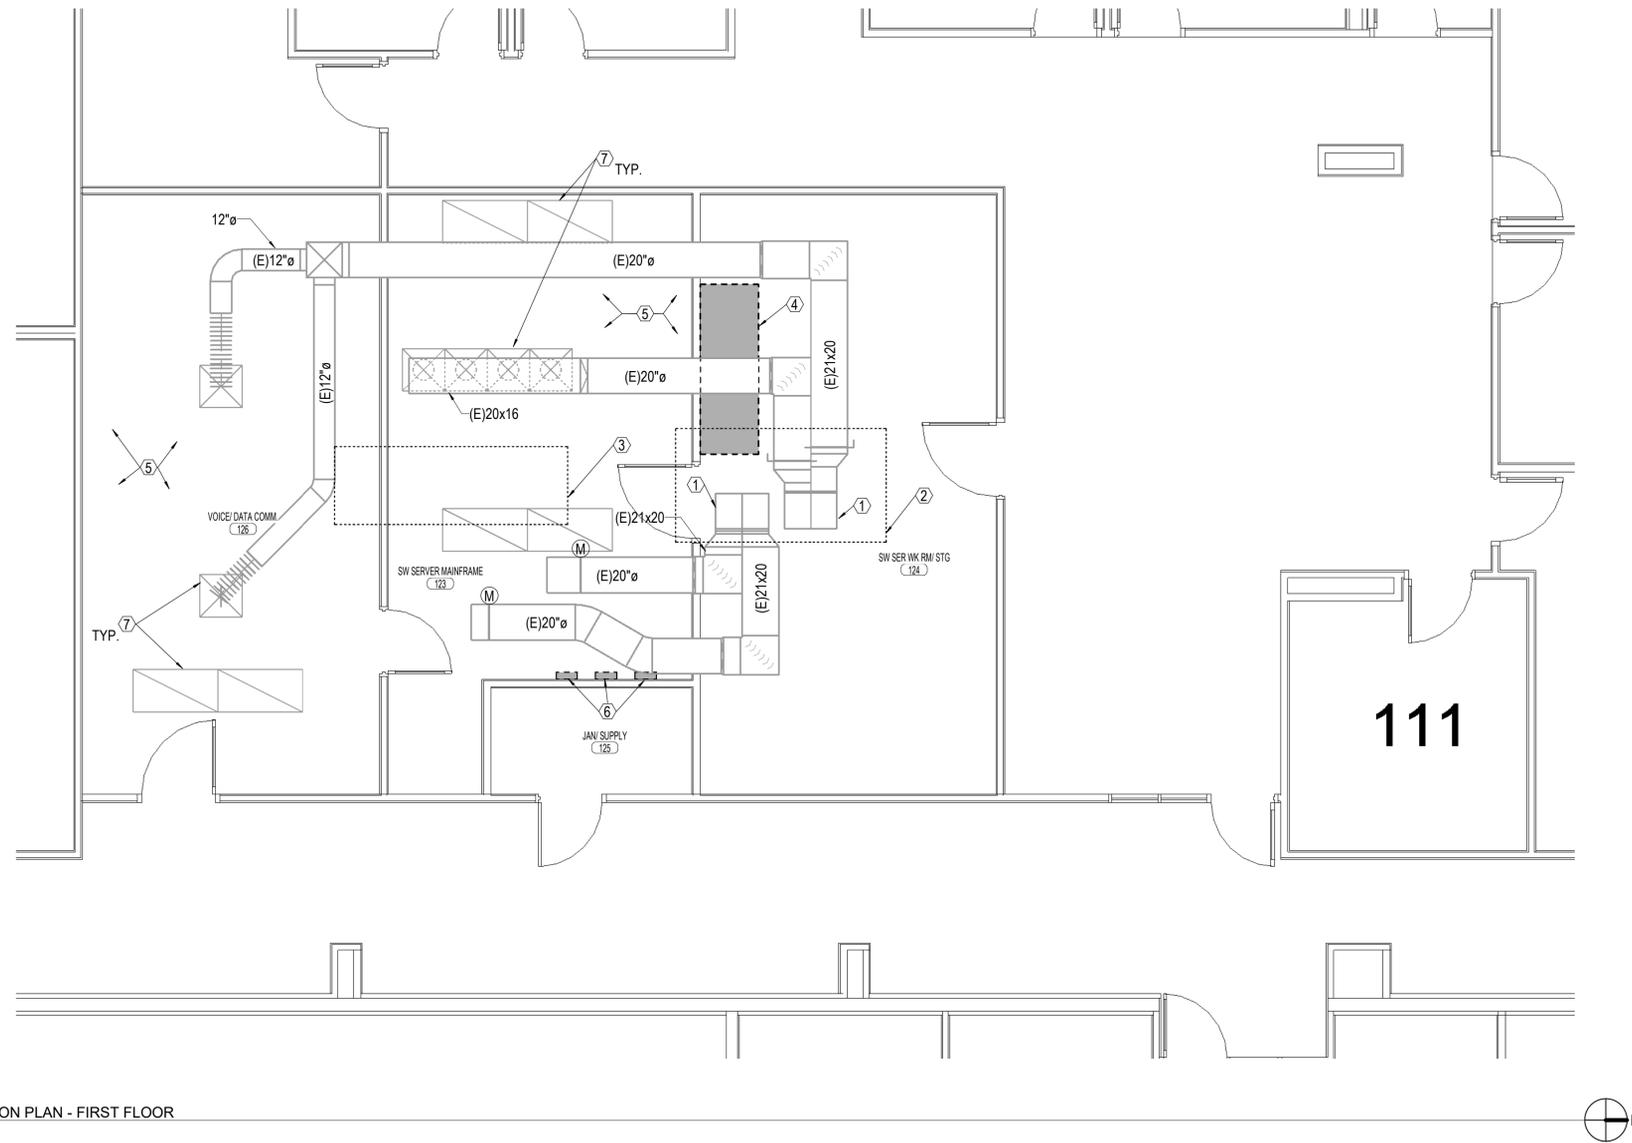 7
TYP.
12"ø
(E)12"ø
(E)20"ø
5
4
(E)21x20
(E)12"ø
(E)20"ø
(E)20x16
3
5
1
2
1
VOICE/ DATA COMM.
126
(E)21x20
M
SW SER WK RM/ STG
124
SW SERVER MAINFRAME
123
(E)20"ø
(E)21x20
M
7
TYP.
(E)20"ø
6
JAN/ SUPPLY
125
111
ON PLAN - FIRST FLOOR